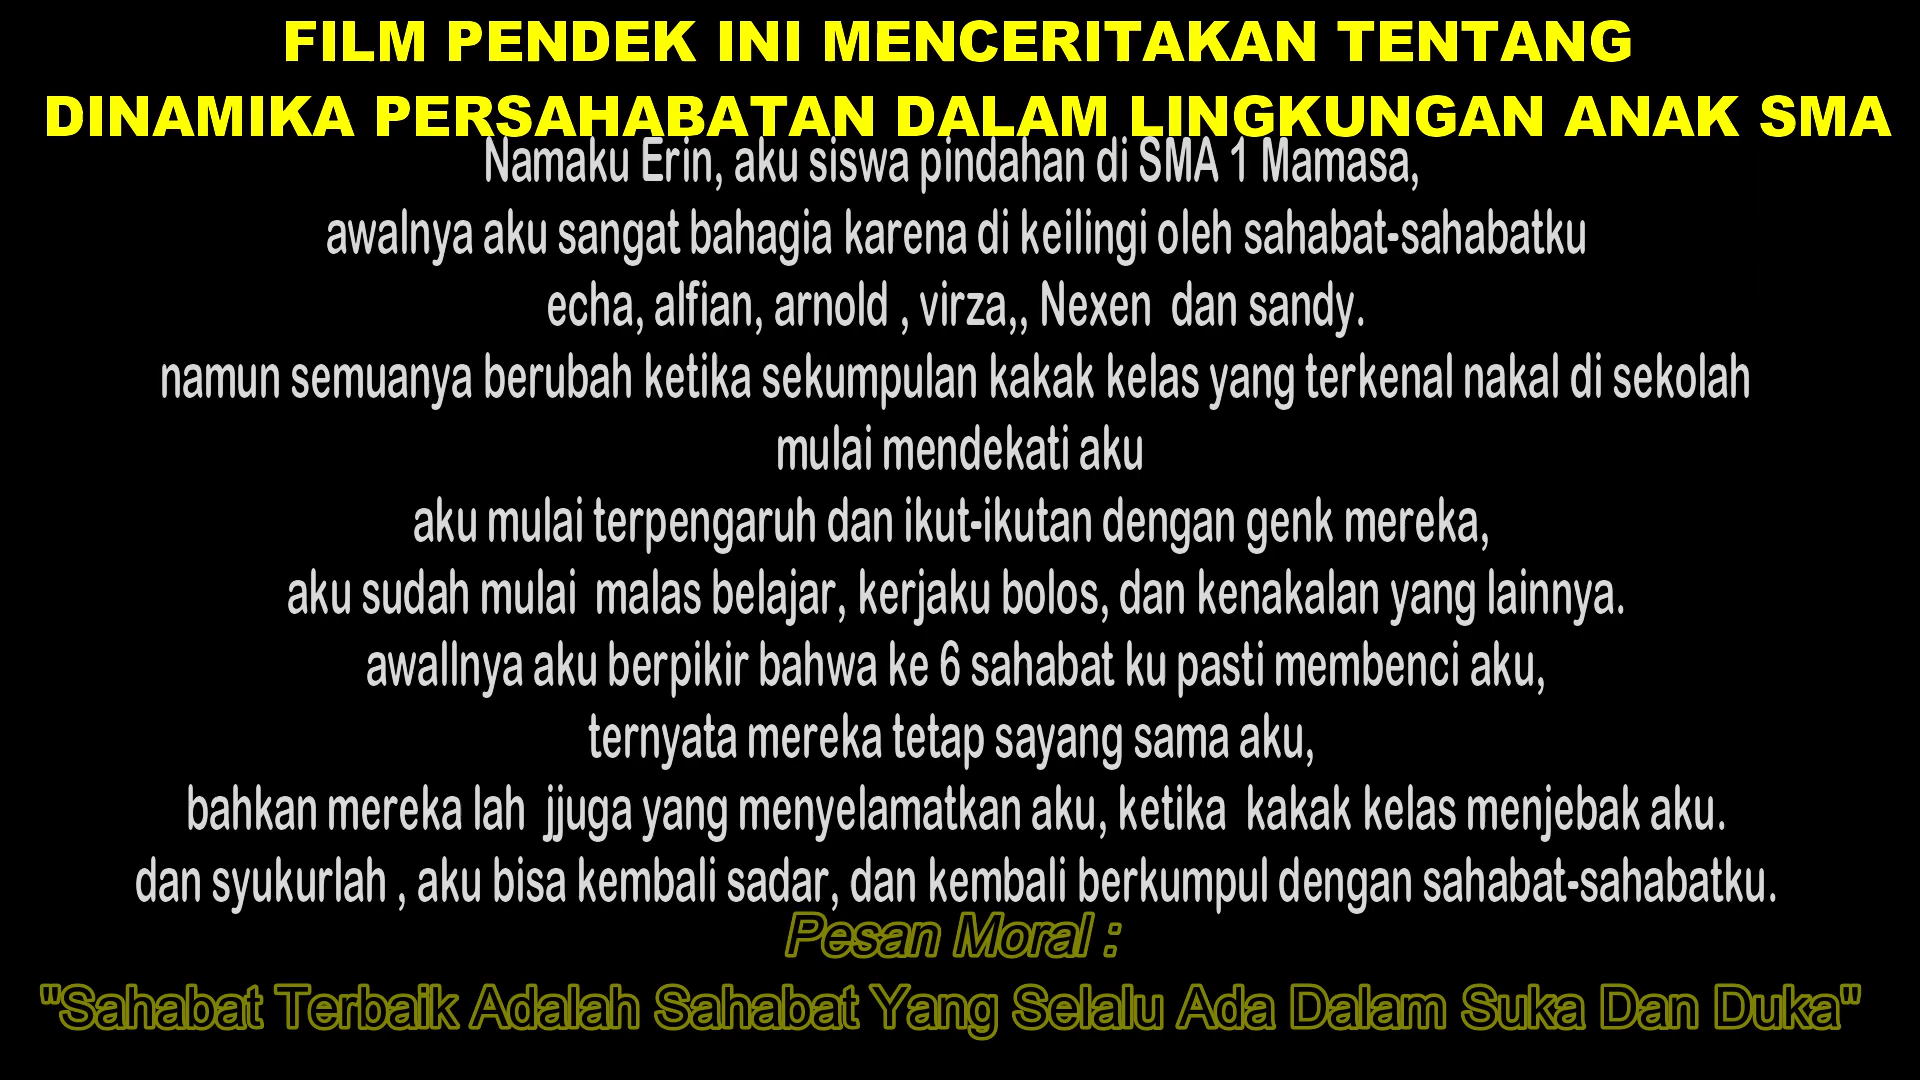 FILM PENDEK INI MENCERITAKAN TENTANG
DINAMIKA PERSAHABATAN DALAM LINGKUNGAN ANAK SMA
Namaku Erin, aku siswa pindahan di SMA 1 Mamasa,
awalnya aku sangat bahagia karena di keilingi oleh sahabat-sahabatku
echa, alfian, arnold , virza,, Nexen  dan sandy.
namun semuanya berubah ketika sekumpulan kakak kelas yang terkenal nakal di sekolah
mulai mendekati aku
aku mulai terpengaruh dan ikut-ikutan dengan genk mereka,
aku sudah mulai  malas belajar, kerjaku bolos, dan kenakalan yang lainnya.
awallnya aku berpikir bahwa ke 6 sahabat ku pasti membenci aku,
ternyata mereka tetap sayang sama aku,
bahkan mereka lah  jjuga yang menyelamatkan aku, ketika  kakak kelas menjebak aku.
dan syukurlah , aku bisa kembali sadar, dan kembali berkumpul dengan sahabat-sahabatku.
Pesan Moral :
"Sahabat Terbaik Adalah Sahabat Yang Selalu Ada Dalam Suka Dan Duka"